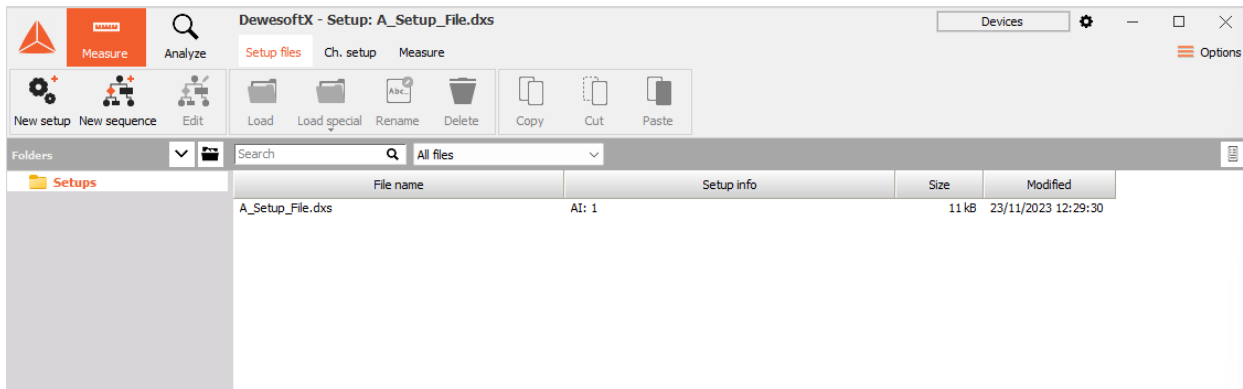 DewesoftX - Setup: A_Setup_File.dxs
Devices
Measure
Analyze
Setup files
Ch. setup
Measure
Options
New setup
New sequence
Edit
Load
Load special
Abc...
Rename
Delete
Copy
Cut
Paste
Folders
Search
All files
Setups
File name
Setup info
Size
Modified
A_Setup_File.dxs
AI: 1
11 kB
23/11/2023 12:29:30